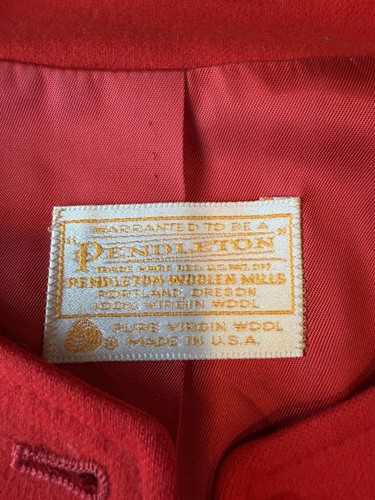 WARRANTED TO BE A
"PENDLETON"
TRADE MARK REG. U.S. PAT. OFF.
PENDLETON WOOLEN MILLS
PORTLAND, OREGON
100% VIRGIN WOOL
PURE VIRGIN WOOL
® MADE IN U.S.A.